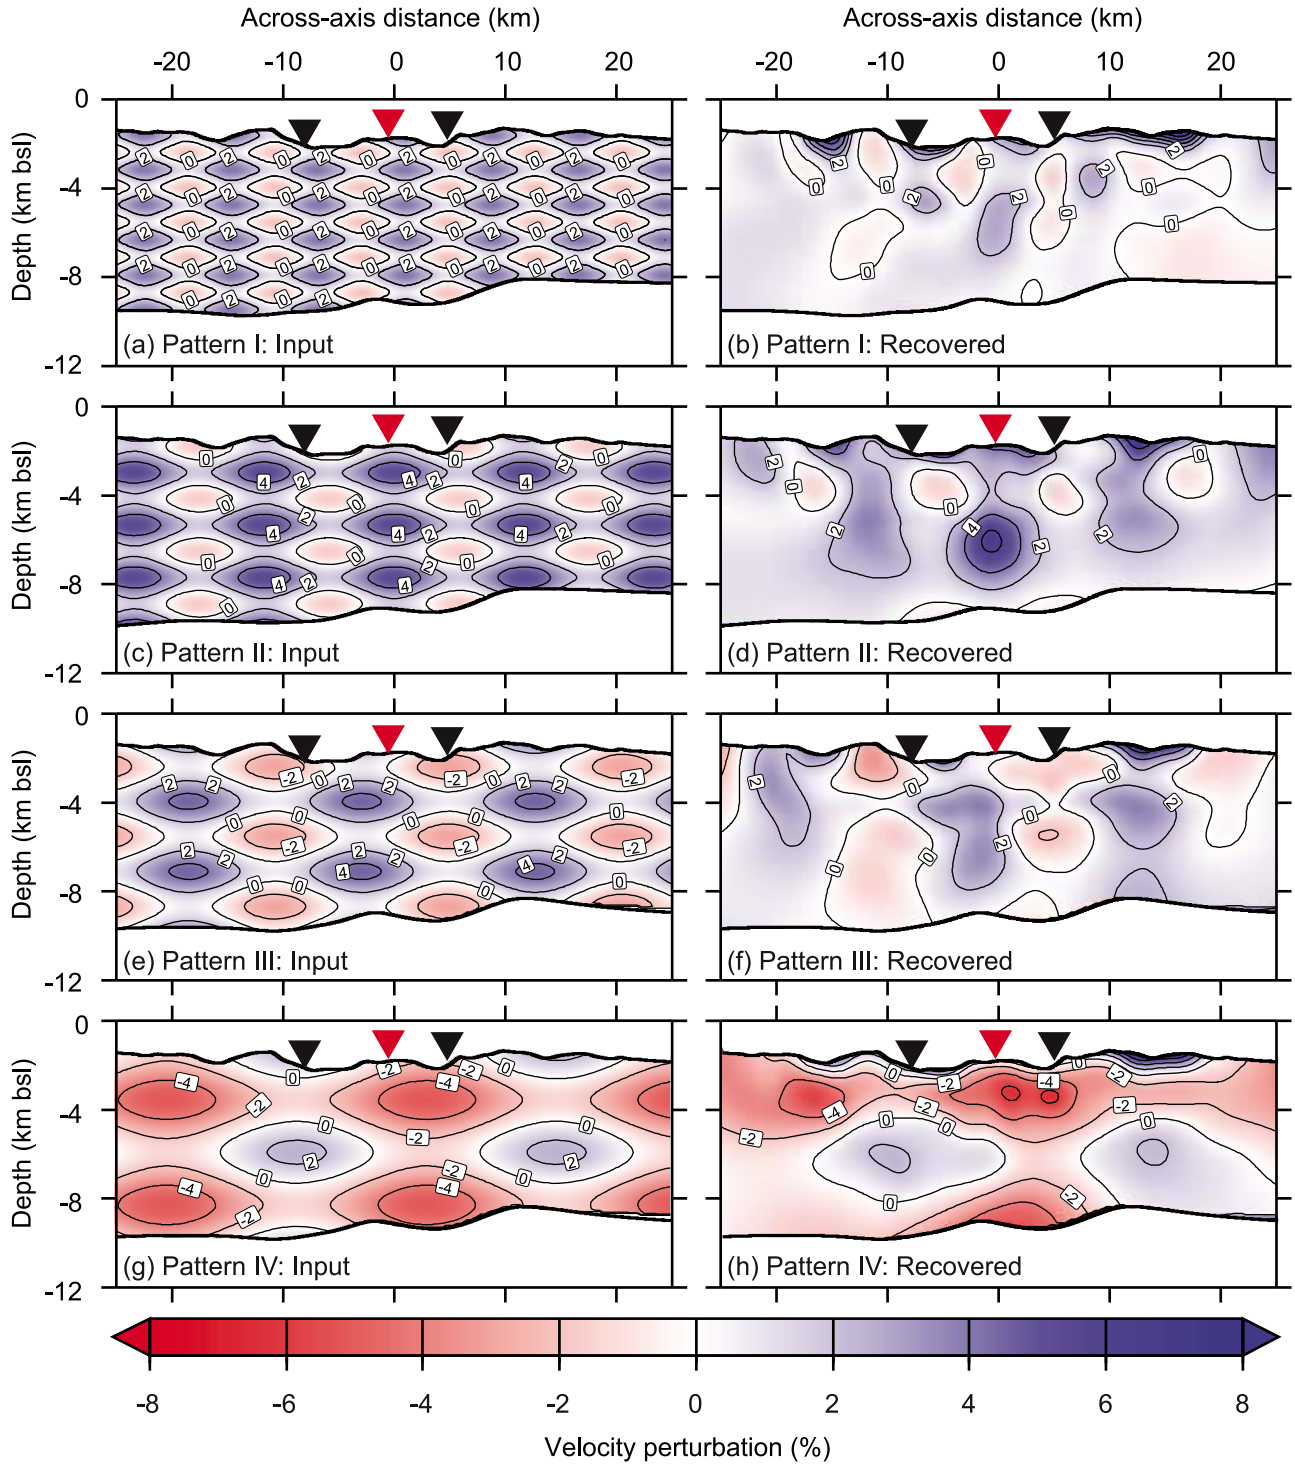 Across-axis distance (km) Across-axis distance (km)
-20 -10 0 10 20 -20 -10 0 10 20
Depth (km bsl)
0
-4
-8
-12
(a) Pattern I: Input
(b) Pattern I: Recovered
Depth (km bsl)
0
-4
-8
-12
(c) Pattern II: Input
(d) Pattern II: Recovered
Depth (km bsl)
0
-4
-8
-12
(e) Pattern III: Input
(f) Pattern III: Recovered
Depth (km bsl)
0
-4
-8
-12
(g) Pattern IV: Input
(h) Pattern IV: Recovered
-8 -6 -4 -2 0 2 4 6 8
Velocity perturbation (%)